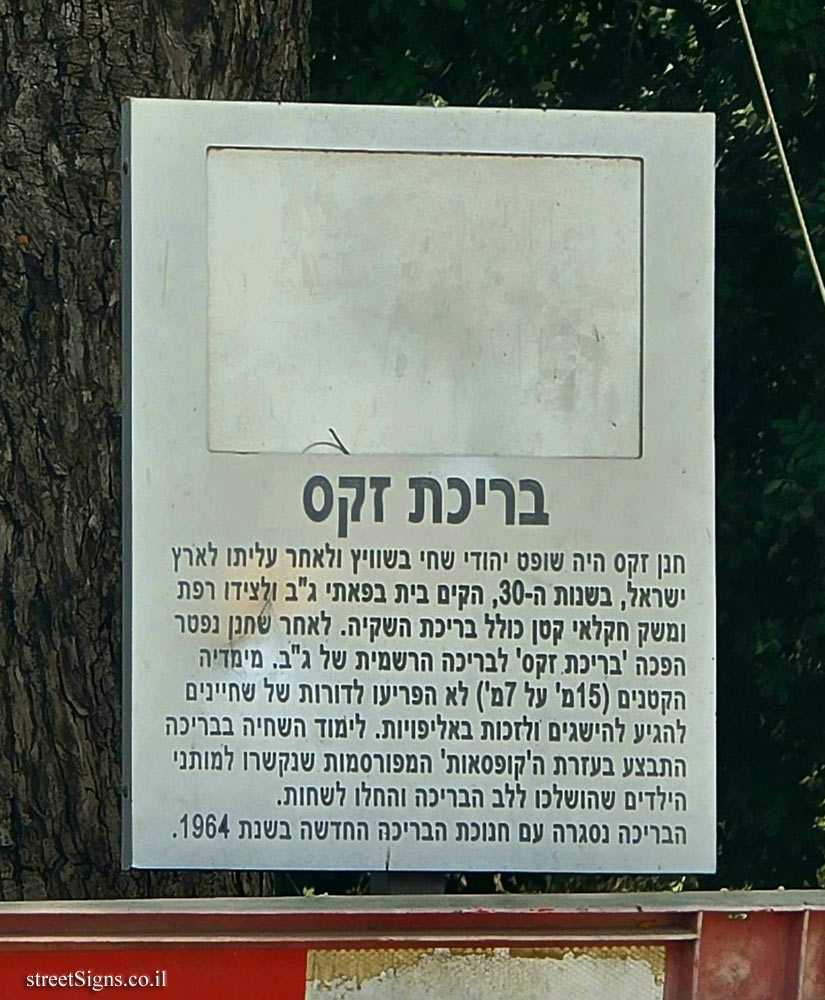 בריכת זקס
חנן זקס היה שופט יהודי שחי בשוויץ ולאחר עליתו לארץ
ישראל, בשנות ה-30, הקים בית בפאתי ג"ב ולצידו רפת
ומשק חקלאי קטן כולל בריכת השקיה. לאחר שחנן נפטר
הפכה 'בריכת זקס' לבריכה הרשמית של ג"ב. מימדיה
הקטנים (15מ' על 7מ') לא הפריעו לדורות של שחיינים
להגיע להישגים ולזכות באליפויות. לימוד השחיה בבריכה
התבצע בעזרת ה'קופסאות' המפורסמות שנקשרו למותני
הילדים שהושלכו ללב הבריכה והחלו לשחות.
הבריכה נסגרה עם חנוכת הבריכה החדשה בשנת 1964.
streetSigns.co.il